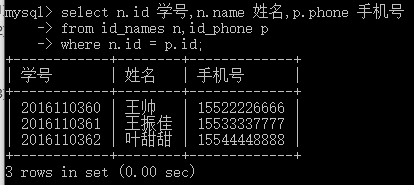 mysql> select n.id 学号,n.name 姓名,p.phone 手机号
-> from id_names n,id_phone p
-> where n.id = p.id;
+------------+--------+-------------+
| 学号 | 姓名 | 手机号 |
+------------+--------+-------------+
| 2016110360 | 王帅 | 15522226666 |
| 2016110361 | 王振佳 | 15533337777 |
| 2016110362 | 叶甜甜 | 15544448888 |
+------------+--------+-------------+
3 rows in set (0.00 sec)